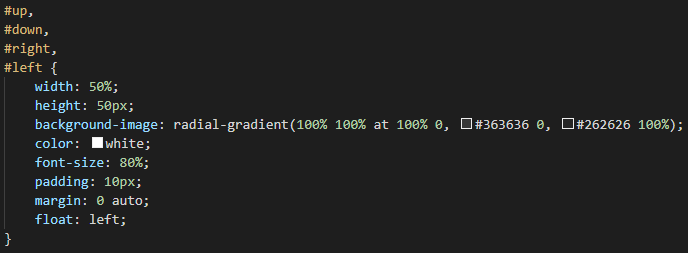 #up,
#down,
#right,
#left {
    width: 50%;
    height: 50px;
    background-image: radial-gradient(100% 100% at 100% 0, #363636 0, #262626 100%);
    color: white;
    font-size: 80%;
    padding: 10px;
    margin: 0 auto;
    float: left;
}